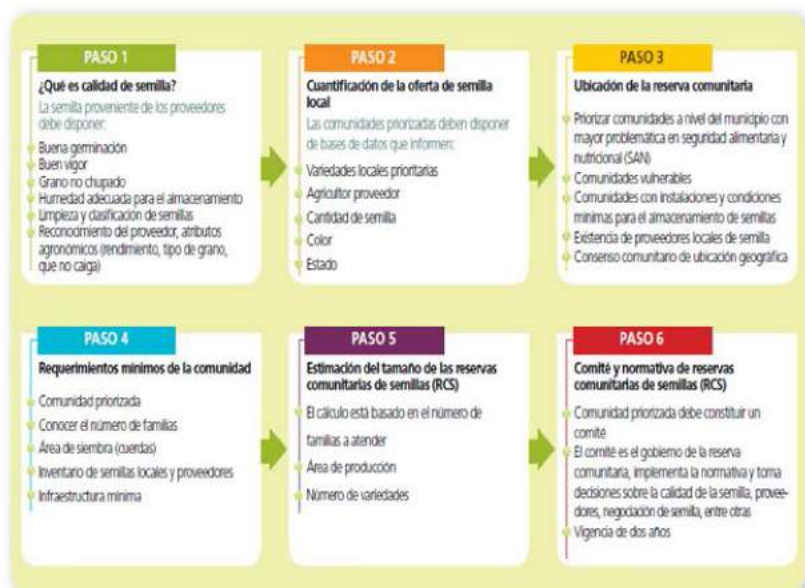 PASO 1
¿Qué es calidad de semilla?
La semilla proveniente de los proveedores
debe disponer:
Buena germinación
Buen vigor
Grano no chupado
Humedad adecuada para el almacenamiento
Limpieza y clasificación de semillas
Reconocimiento del proveedor, atributos
agronómicos (rendimiento, tipo de grano,
que no caiga)
PASO 2
Cuantificación de la oferta de semilla
local
Las comunidades priorizadas deben disponer
de bases de datos que informen:
Variedades locales prioritarias
Agricultor proveedor
Cantidad de semilla
Color
Estado
PASO 3
Ubicación de la reserva comunitaria
Priorizar comunidades a nivel del municipio con
mayor problemática en seguridad alimentaria y
nutricional (SAN)
Comunidades vulnerables
Comunidades con instalaciones y condiciones
mínimas para el almacenamiento de semillas
Existencia de proveedores locales de semilla
Consenso comunitario de ubicación geográfica
PASO 4
Requerimientos mínimos de la comunidad
Comunidad priorizada
Conocer el número de familias
Área de siembra (cuerdas)
Inventario de semillas locales y proveedores
Infraestructura mínima
PASO 5
Estimación del tamaño de las reservas
comunitarias de semillas (RCS)
El cálculo está basado en el número de
familias a atender
Área de producción
Número de variedades
PASO 6
Comité y normativa de reservas
comunitarias de semillas (RCS)
Comunidad priorizada debe constituir un
comité
El comité es el gobierno de la reserva
comunitaria, implementa la normativa y toma
decisiones sobre la calidad de la semilla, provee-
dores, negociación de semilla, entre otras
Vigencia de dos años